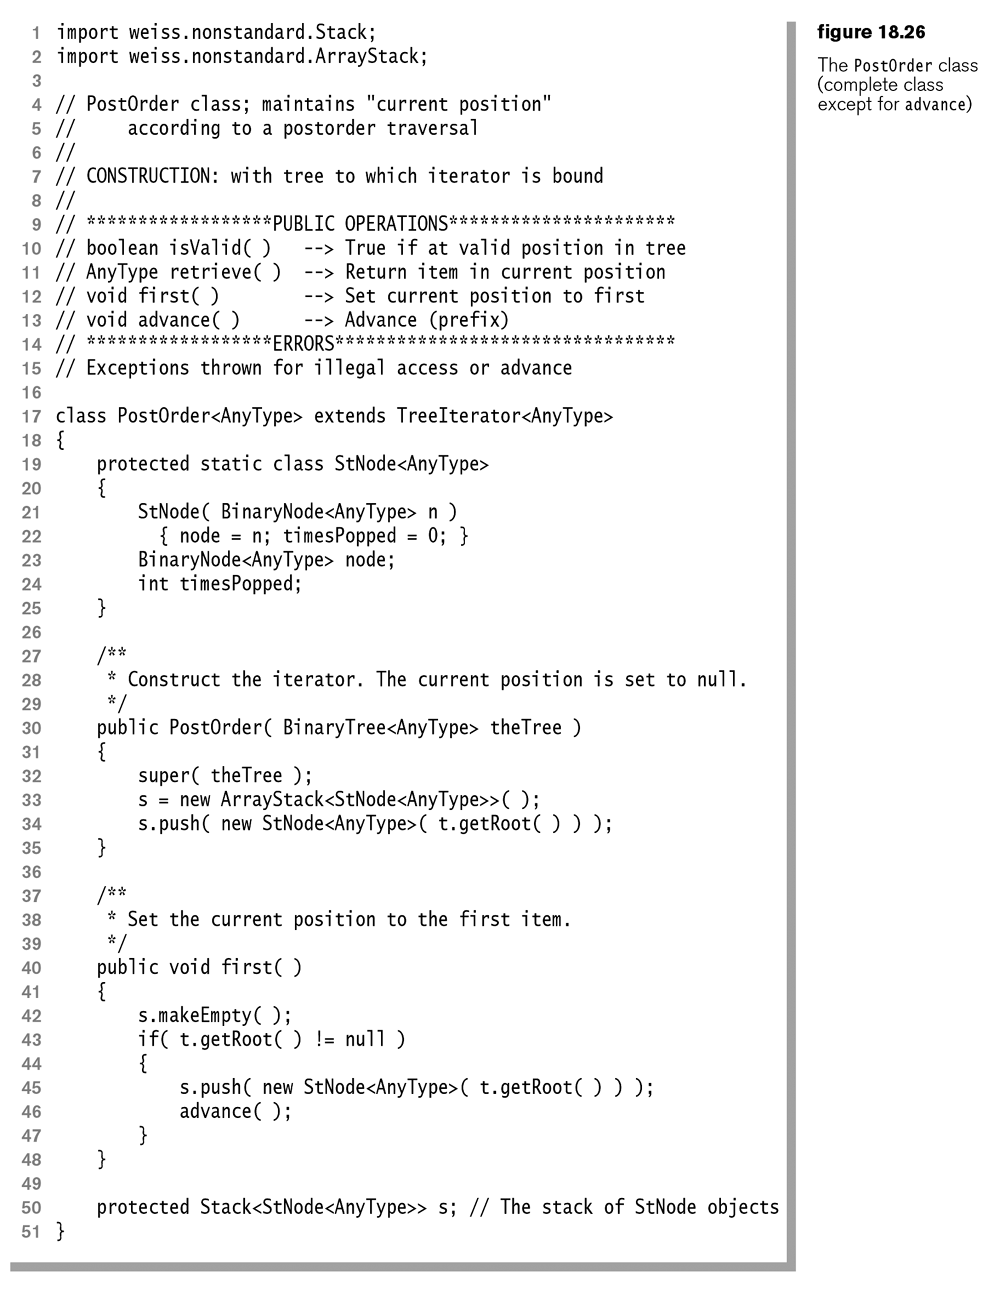 1 import weiss.nonstandard.Stack;
2 import weiss.nonstandard.ArrayStack;
3
4 // PostOrder class; maintains "current position"
5 //     according to a postorder traversal
6 //
7 // CONSTRUCTION: with tree to which iterator is bound
8 //
9 // ******************PUBLIC OPERATIONS**********************
10 // boolean isValid( )   --> True if at valid position in tree
11 // AnyType retrieve( )  --> Return item in current position
12 // void first( )        --> Set current position to first
13 // void advance( )      --> Advance (prefix)
14 // ******************ERRORS*********************************
15 // Exceptions thrown for illegal access or advance
16
17 class PostOrder<AnyType> extends TreeIterator<AnyType>
18 {
19     protected static class StNode<AnyType>
20     {
21         StNode( BinaryNode<AnyType> n )
22           { node = n; timesPopped = 0; }
23         BinaryNode<AnyType> node;
24         int timesPopped;
25     }
26
27     /**
28      * Construct the iterator. The current position is set to null.
29      */
30     public PostOrder( BinaryTree<AnyType> theTree )
31     {
32         super( theTree );
33         s = new ArrayStack<StNode<AnyType>>( );
34         s.push( new StNode<AnyType>( t.getRoot( ) ) );
35     }
36
37     /**
38      * Set the current position to the first item.
39      */
40     public void first( )
41     {
42         s.makeEmpty( );
43         if( t.getRoot( ) != null )
44         {
45             s.push( new StNode<AnyType>( t.getRoot( ) ) );
46             advance( );
47         }
48     }
49
50     protected Stack<StNode<AnyType>> s; // The stack of StNode objects
51 }
figure 18.26
The PostOrder class
(complete class
except for advance)